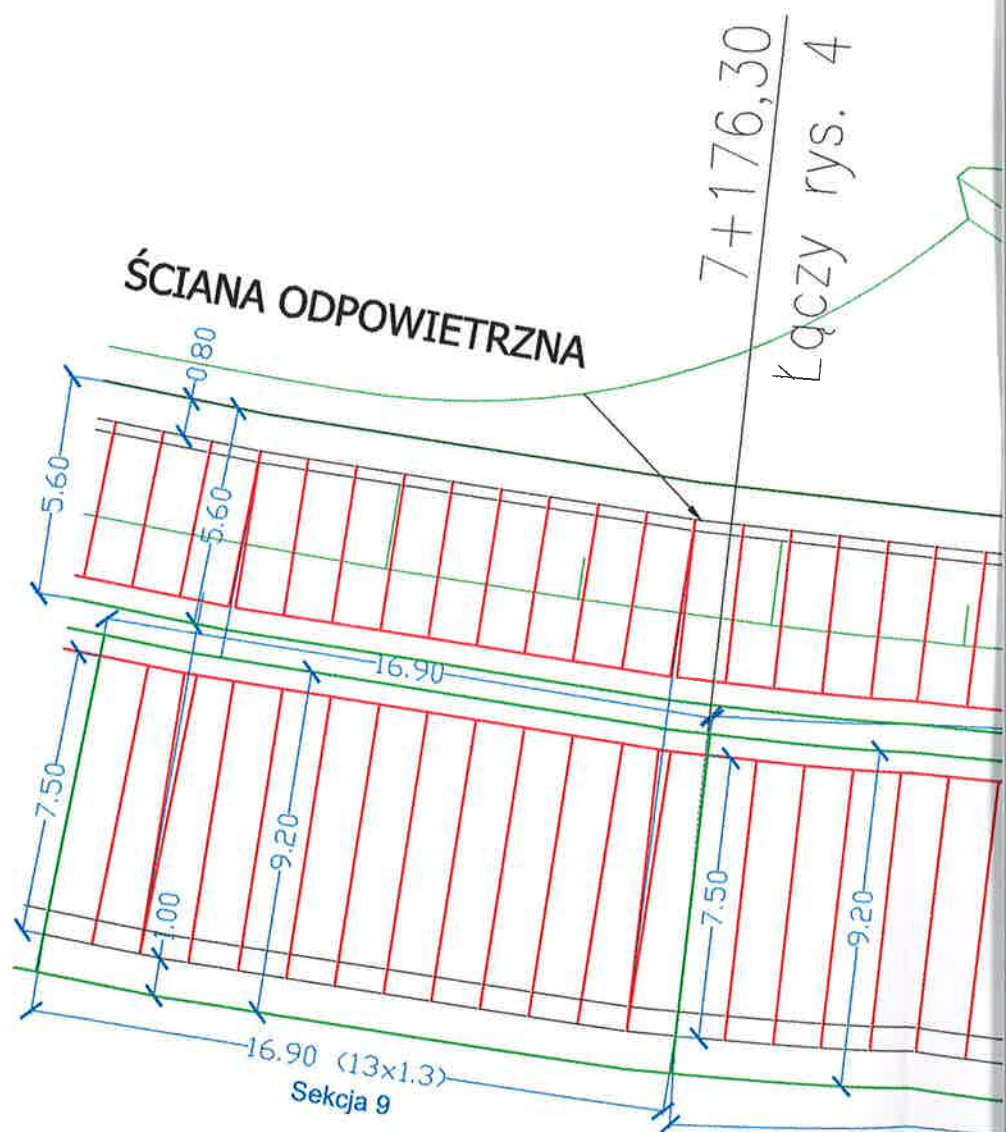 7+176,30
Łączy rys. 4
ŚCIANA ODPOWIETRZNA
0.80
5.60
5.60
16.90
7.50
9.20
7.50
9.20
1.00
16.90 (13x1.3)
Sekcja 9